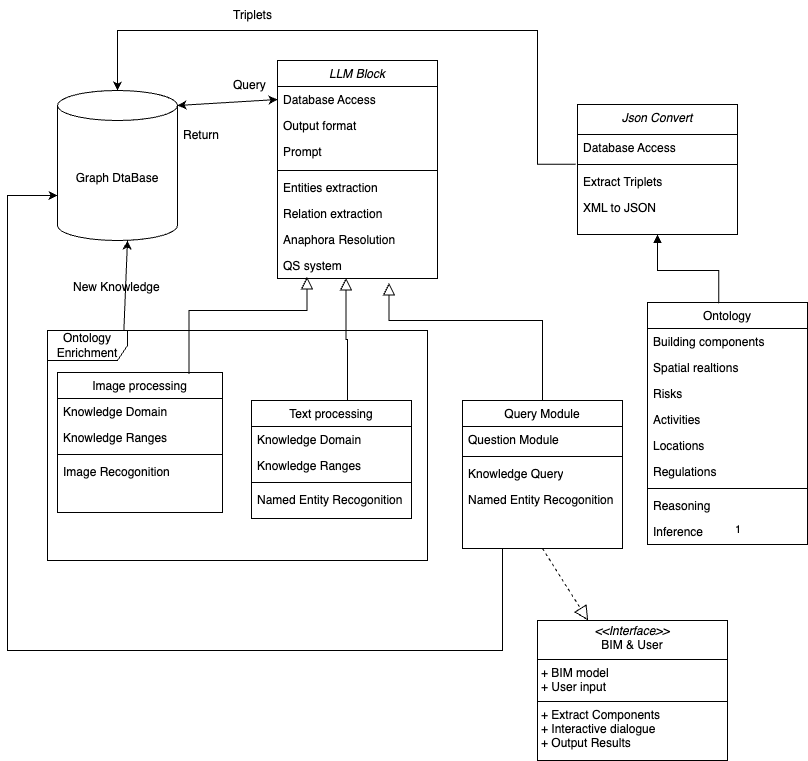 Triplets
LLM Block
Query
Database Access
Output format
Prompt
Return
Graph DtaBase
Entities extraction
Relation extraction
Anaphora Resolution
QS system
Json Convert
Database Access
Extract Triplets
XML to JSON
New Knowledge
Ontology
Enrichment
Image processing
Knowledge Domain
Knowledge Ranges
Image Recogonition
Text processing
Knowledge Domain
Knowledge Ranges
Named Entity Recogonition
Query Module
Question Module
Knowledge Query
Named Entity Recogonition
Ontology
Building components
Spatial realtions
Risks
Activities
Locations
Regulations
Reasoning
Inference
1
<<Interface>>
BIM & User
+ BIM model
+ User input
+ Extract Components
+ Interactive dialogue
+ Output Results